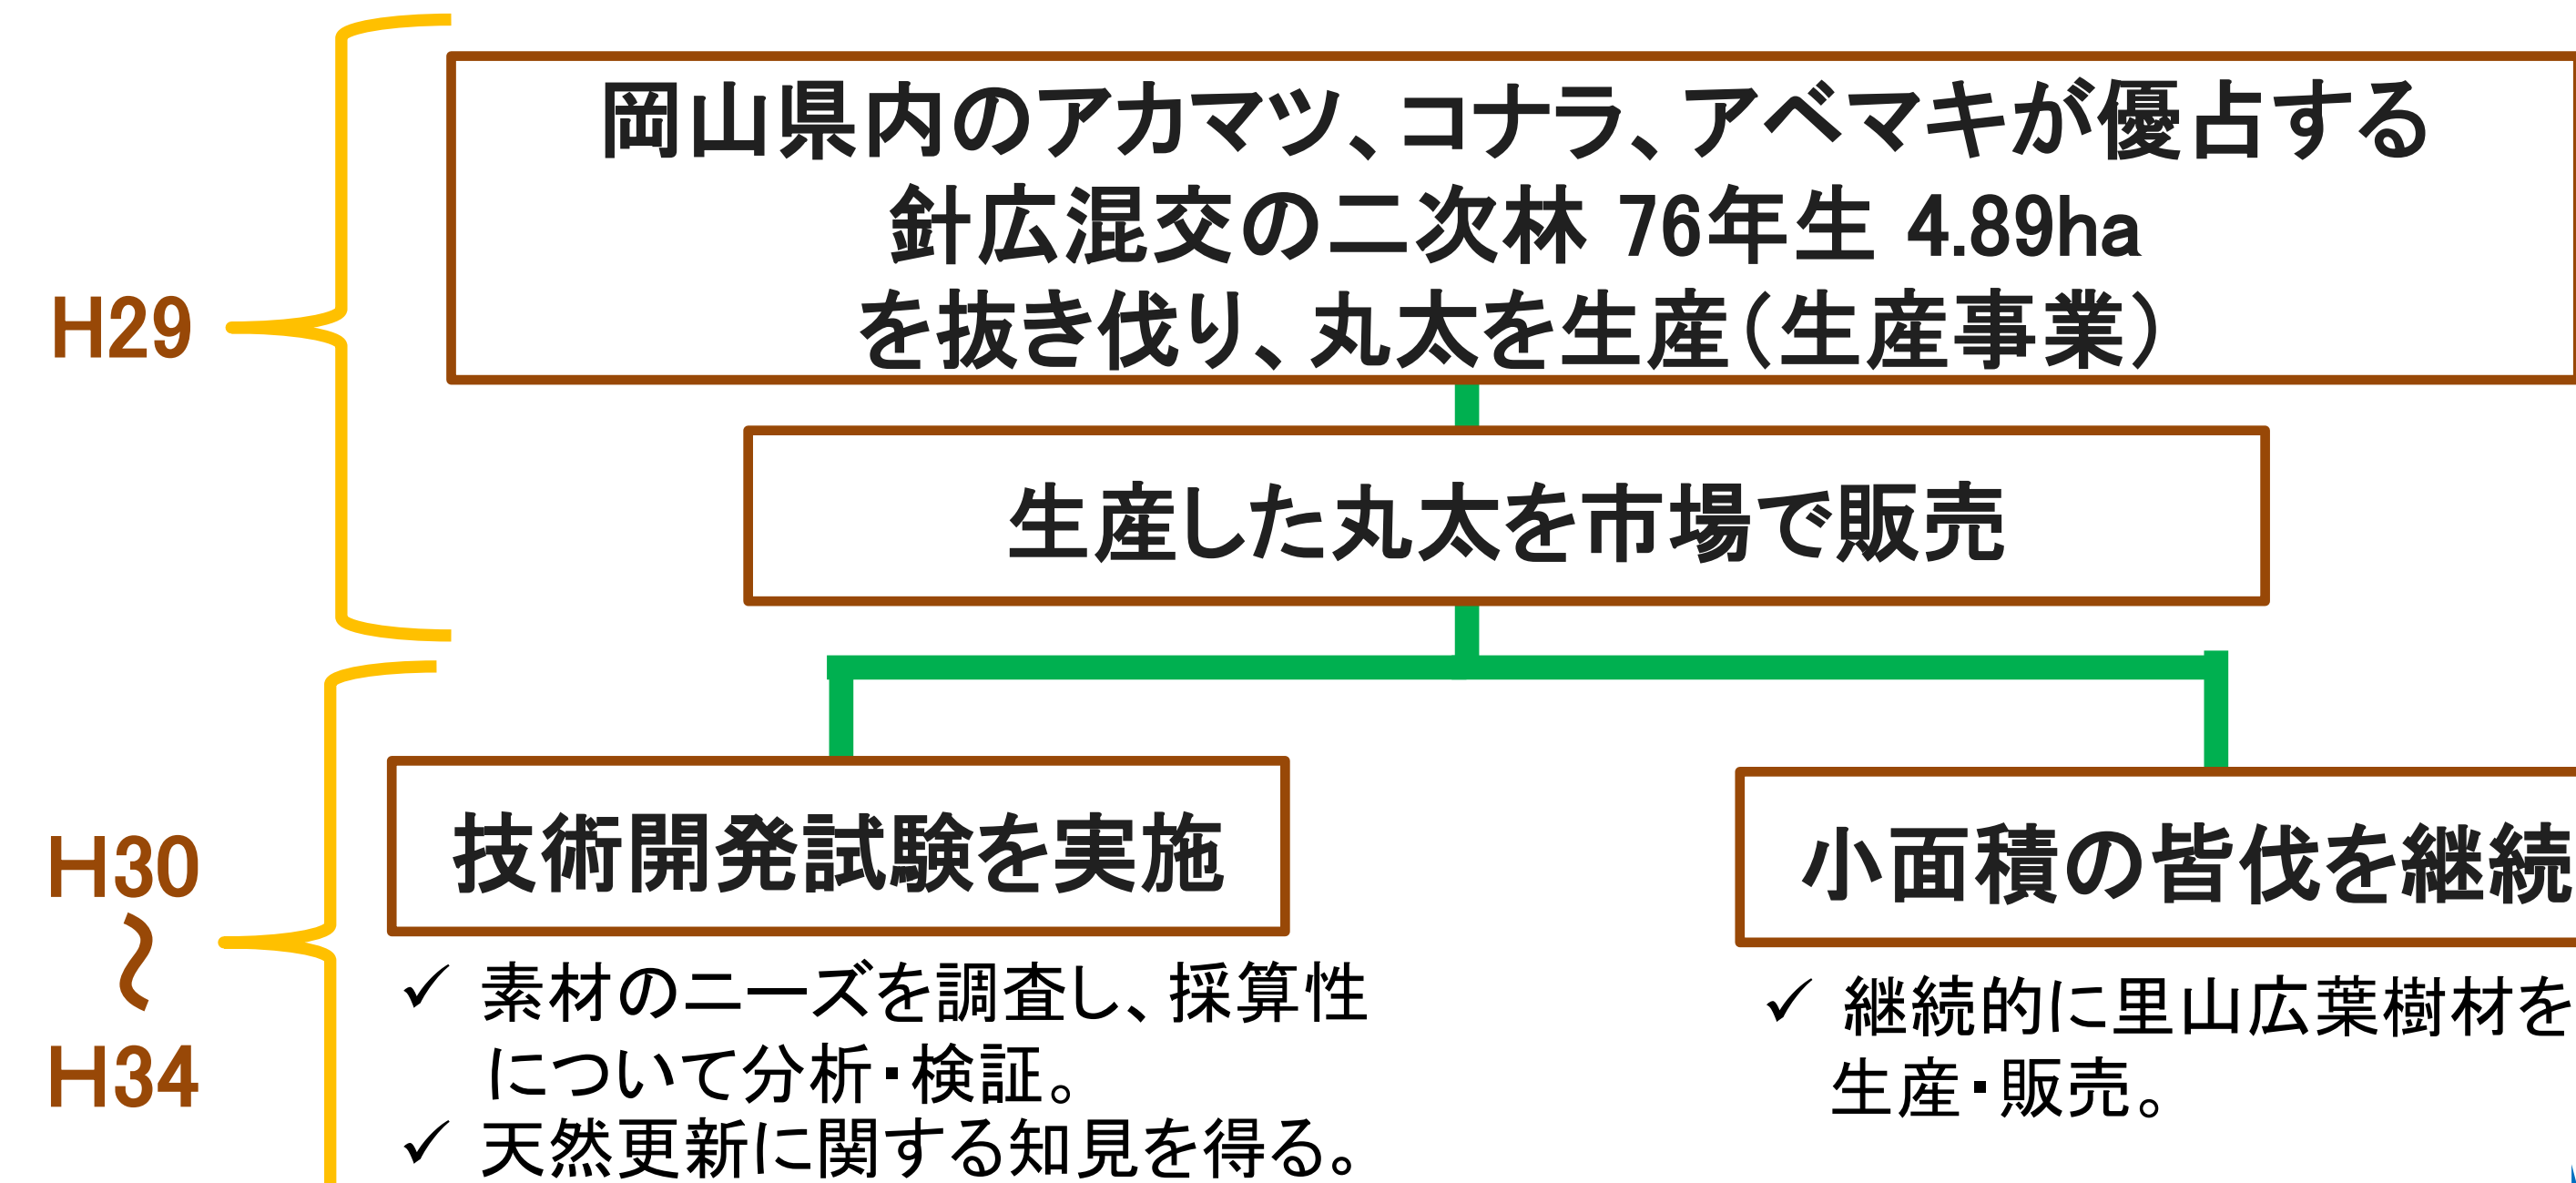 岡山県内のアカマツ、コナラ、アベマキが優占する
針広混交の二次林 76年生 4.89ha
を抜き伐り、丸太を生産（生産事業）
H29
生産した丸太を市場で販売
技術開発試験を実施
小面積の皆伐を継続
H30
～
H34
✓ 素材のニーズを調査し、採算性
について分析・検証。
✓ 天然更新に関する知見を得る。
✓ 継続的に里山広葉樹材を
生産・販売。